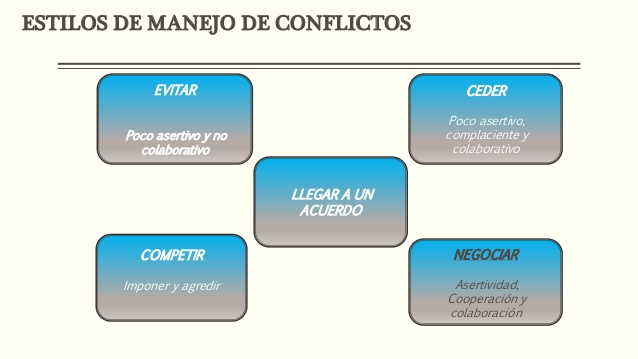 ESTILOS DE MANEJO DE CONFLICTOS
EVITAR
Poco asertivo y no
colaborativo
CEDER
Poco asertivo,
complaciente y
colaborativo
LLEGAR A UN
ACUERDO
COMPETIR
Imponer y agredir
NEGOCIAR
Asertividad,
Cooperación y
colaboración